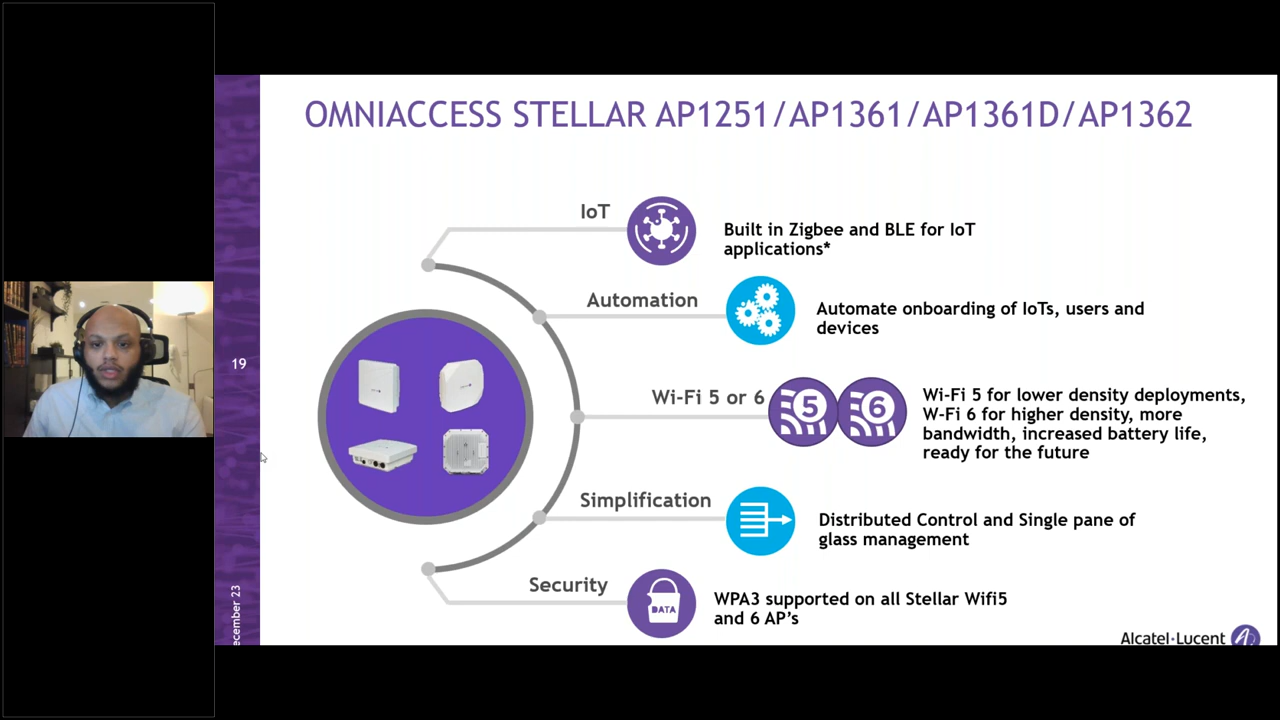 OMNIACCESS STELLAR AP1251/AP1361/AP1361D/AP1362
IoT
Built in Zigbee and BLE for IoT
applications*
Automation
Automate onboarding of IoTs, users and
devices
19
Wi-Fi 5 or 6
5
6
Wi-Fi 5 for lower density deployments,
W-Fi 6 for higher density, more
bandwidth, increased battery life,
ready for the future
Simplification
Distributed Control and Single pane of
glass management
Security
DATA
WPA3 supported on all Stellar Wifi5
and 6 AP's
ecember 23
Alcatel·Lucent